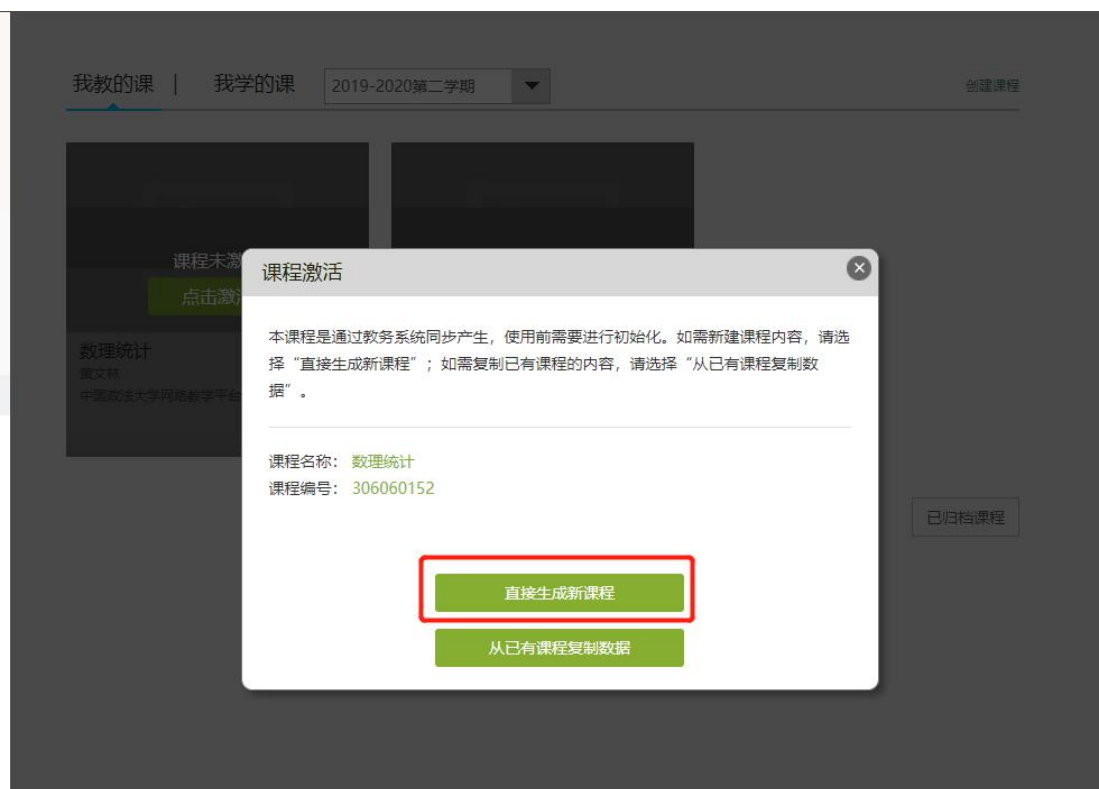 我教的课 | 我学的课 2019-2020第二学期 创建课程
课程未激
点击激活
课程激活
本课程是通过教务系统同步产生，使用前需要进行初始化。如需新建课程内容，请选
择“直接生成新课程”；如需复制已有课程的内容，请选择“从已有课程复制数
据”。
数理统计
黄文林
中国政法大学网络教学平台
课程名称： 数理统计
课程编号： 306060152
已归档课程
直接生成新课程
从已有课程复制数据